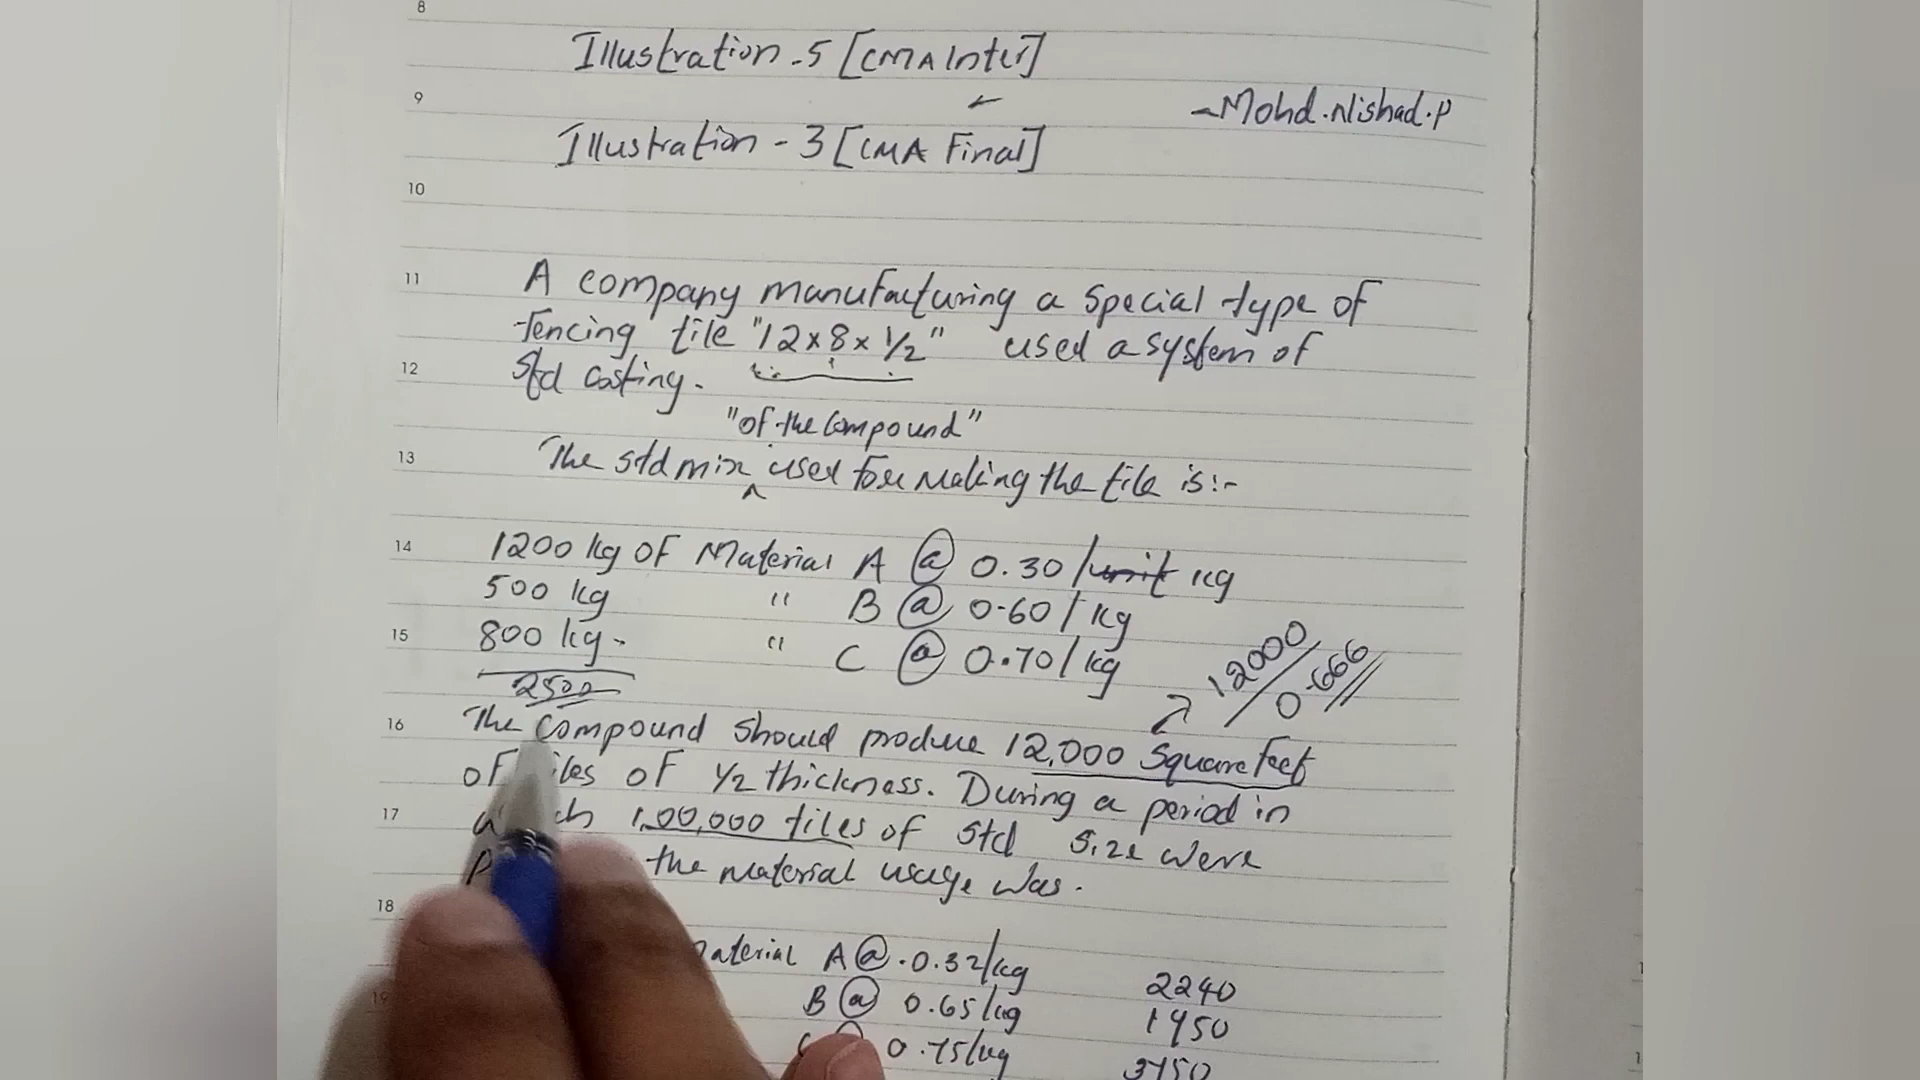 8
Illustration - 5 [CMA Inter]
9
- Mohd. Nishad. P
Illustration - 3 [CMA Final]
10
11
A company manufacturing a special type of
fencing tile "12 x 8 x 1/2" used a system of
12
std costing.
"of the compound"
13
The std mix used for making the tile is:-
14
1200 kg of Material A @ 0.30 / unit kg
500 kg " B @ 0.60 / kg
15
800 kg. " C @ 0.70 / kg
2500
12000/0.666
16
The compound should produce 12,000 square feet
of tiles of 1/2 thickness. During a period in
17
1,00,000 tiles of std size were
the material usage was.
18
Material A @ .0.32/kg 2240
19
B @ 0.65/kg 1950
C @ 0.75/kg 3750